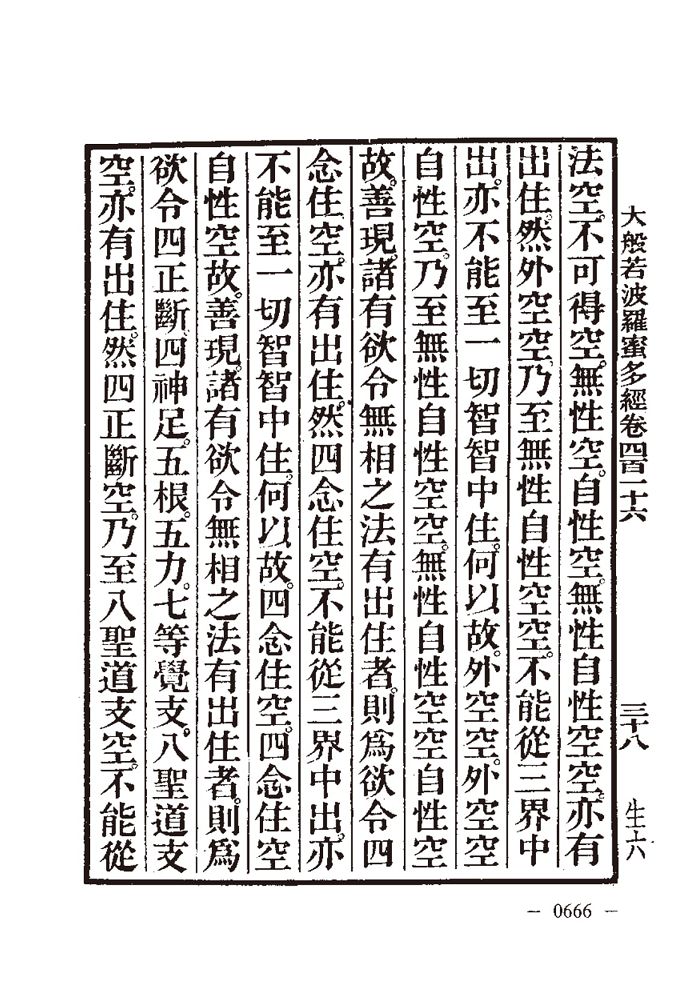 大般若波羅蜜多經卷四百一十六
三十八
生六
法空。不可得空。無性空。自性空。無性自性空空。亦有
出住。然外空空。乃至無性自性空空。不能從三界中
出。亦不能至一切智智中住。何以故。外空空。外空空
自性空。乃至無性自性空空。無性自性空空自性空
故。善現。諸有欲令無相之法有出住者。則爲欲令四
念住空。亦有出住。然四念住空。不能從三界中出。亦
不能至一切智智中住。何以故。四念住空。四念住空
自性空故。善現。諸有欲令無相之法有出住者。則爲
欲令四正斷。四神足。五根。五力。七等覺支。八聖道支
空。亦有出住。然四正斷空。乃至八聖道支空。不能從
— 0666 —